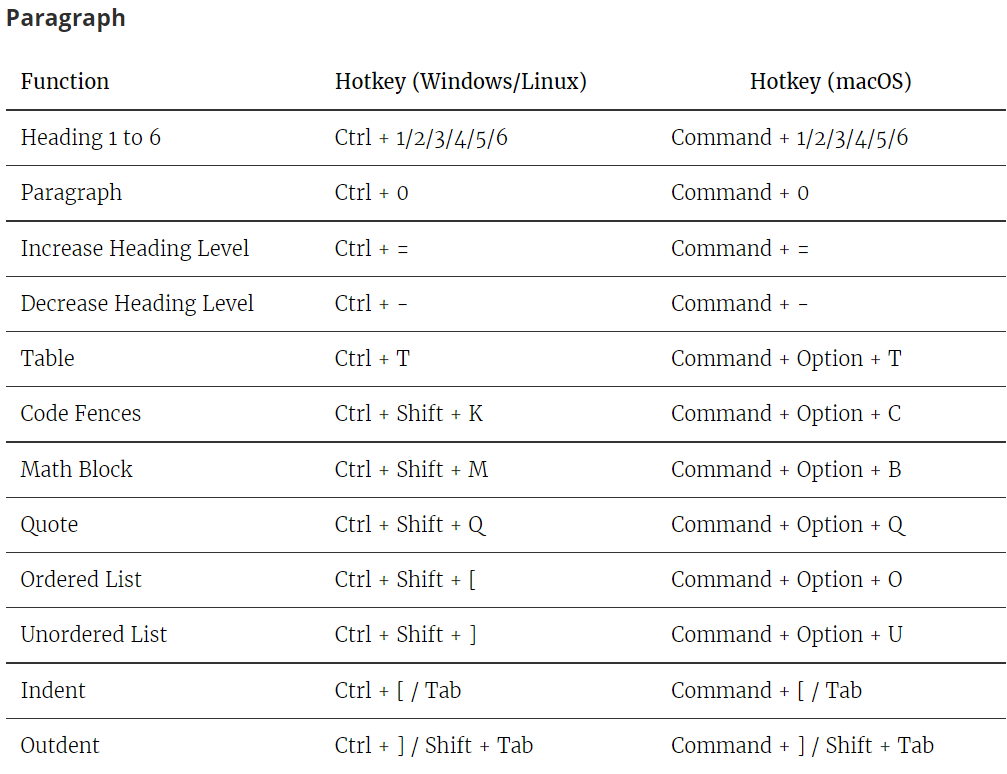 Paragraph
Function Hotkey (Windows/Linux) Hotkey (macOS)
Heading 1 to 6 Ctrl + 1/2/3/4/5/6 Command + 1/2/3/4/5/6
Paragraph Ctrl + 0 Command + 0
Increase Heading Level Ctrl + = Command + =
Decrease Heading Level Ctrl + - Command + -
Table Ctrl + T Command + Option + T
Code Fences Ctrl + Shift + K Command + Option + C
Math Block Ctrl + Shift + M Command + Option + B
Quote Ctrl + Shift + Q Command + Option + Q
Ordered List Ctrl + Shift + [ Command + Option + O
Unordered List Ctrl + Shift + ] Command + Option + U
Indent Ctrl + [ / Tab Command + [ / Tab
Outdent Ctrl + ] / Shift + Tab Command + ] / Shift + Tab